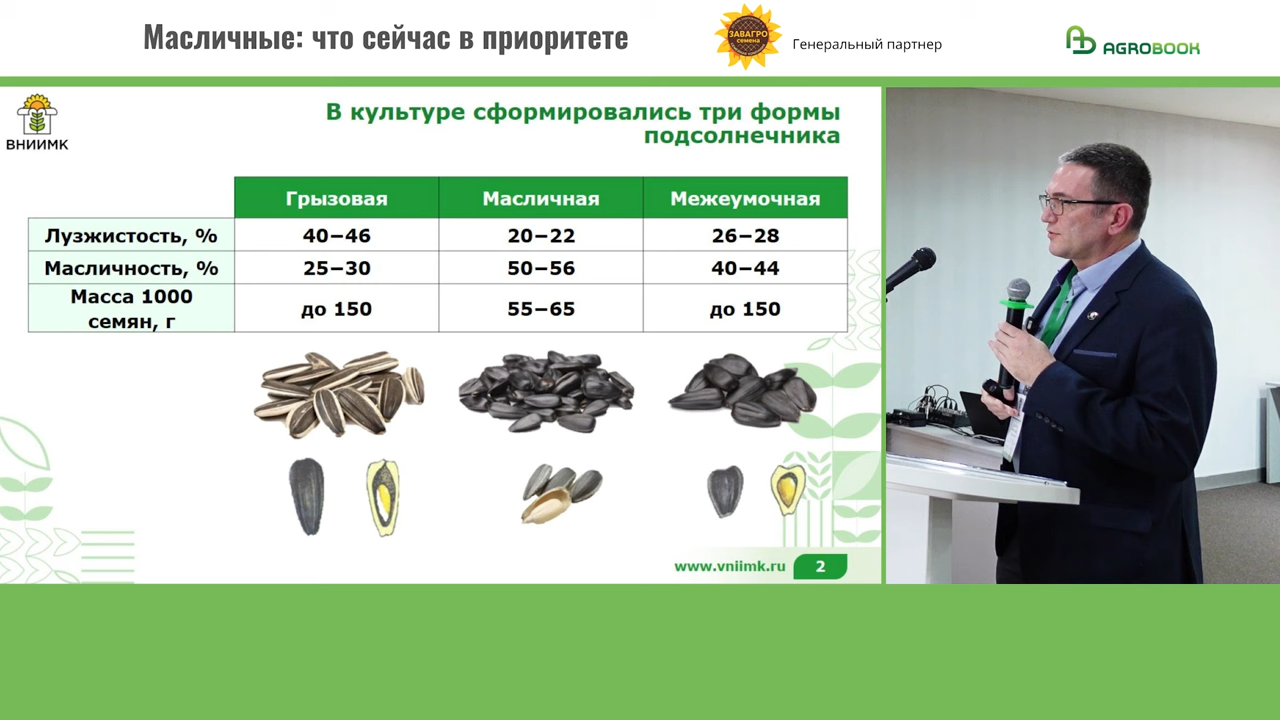 Масличные: что сейчас в приоритете
ЗАВАГРО
семена
Генеральный партнер
AGROBOOK
ВНИИМК
В культуре сформировались три формы
подсолнечника
Грызовая Масличная Межеумочная
Лузжистость, % 40–46 20–22 26–28
Масличность, % 25–30 50–56 40–44
Масса 1000
семян, г до 150 55–65 до 150
www.vniimk.ru 2